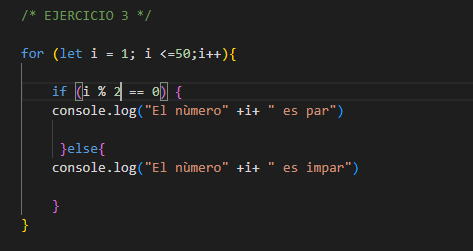 /* EJERCICIO 3 */
for (let i = 1; i <=50;i++){
if (i % 2 == 0) {
console.log("El nùmero" +i+ " es par")
}else{
console.log("El nùmero" +i+ " es impar")
}
}